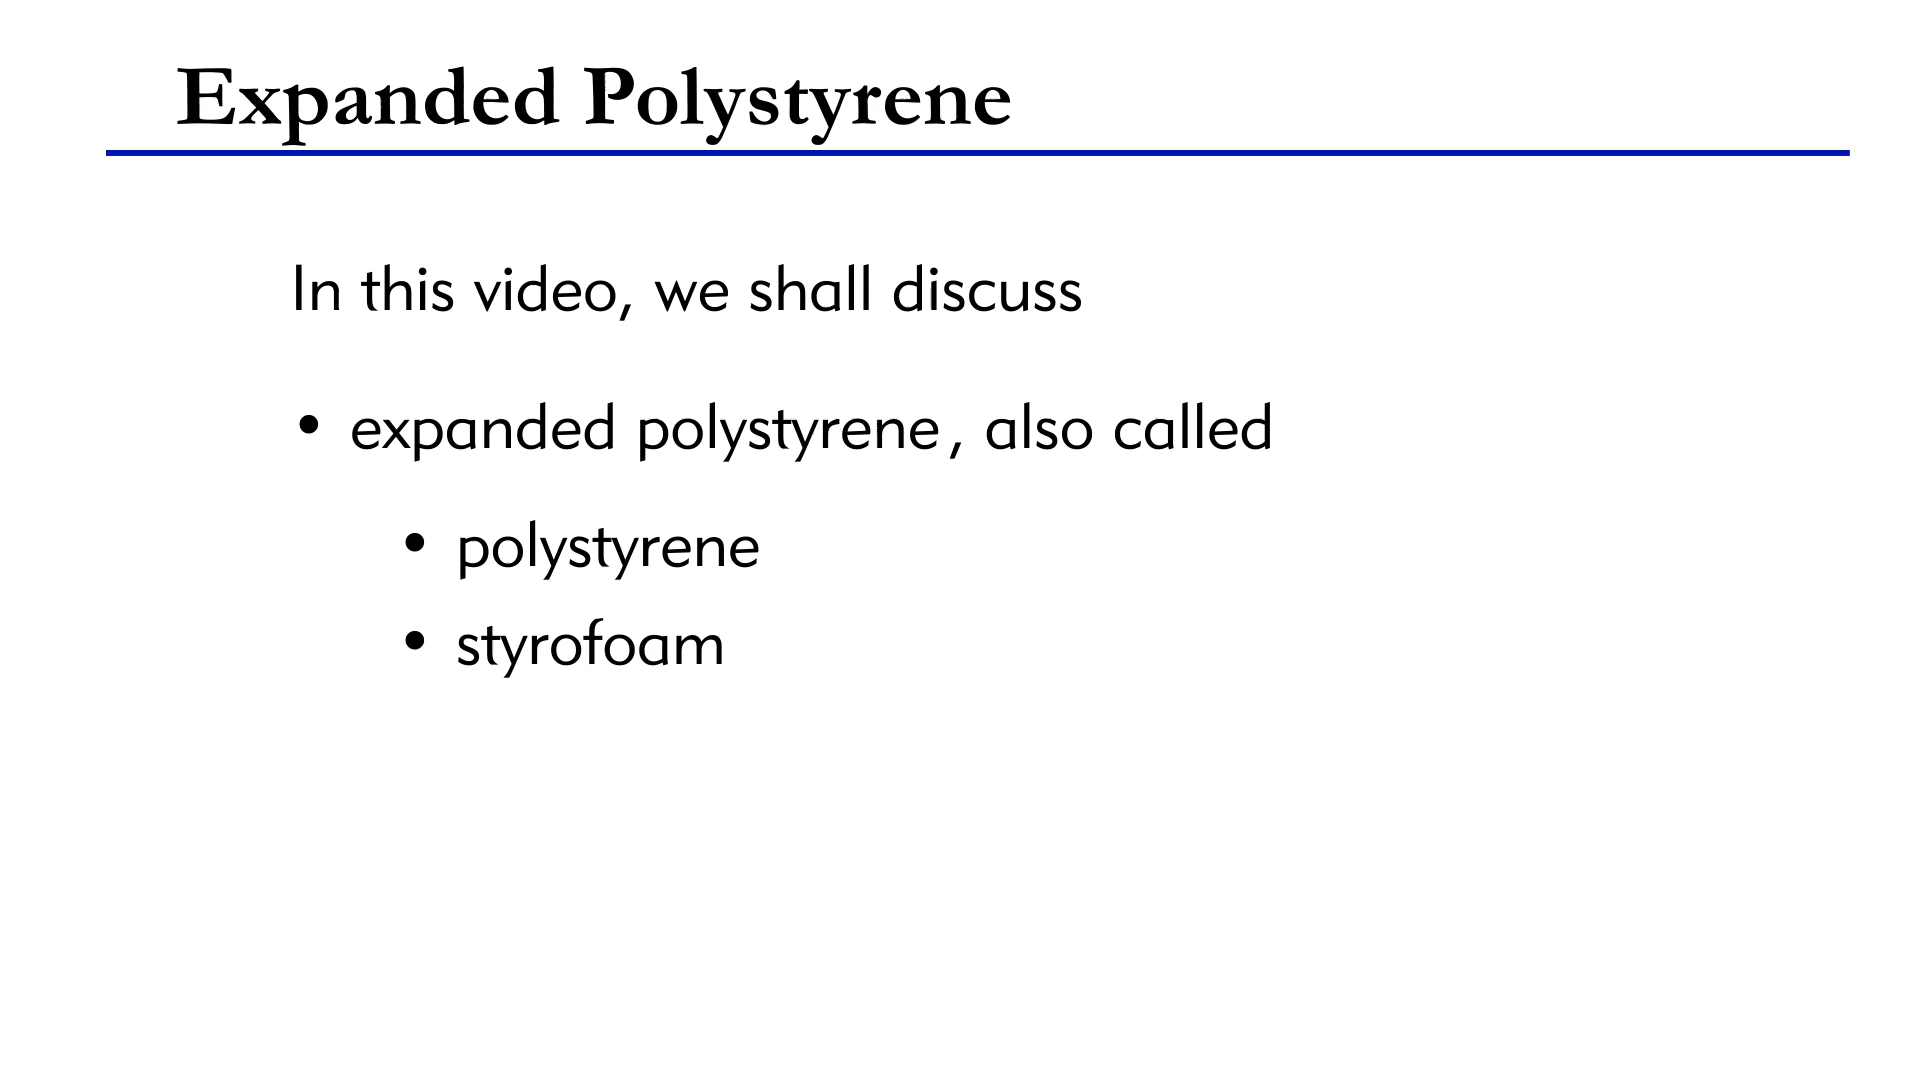 Expanded Polystyrene
In this video, we shall discuss
• expanded polystyrene, also called
• polystyrene
• styrofoam